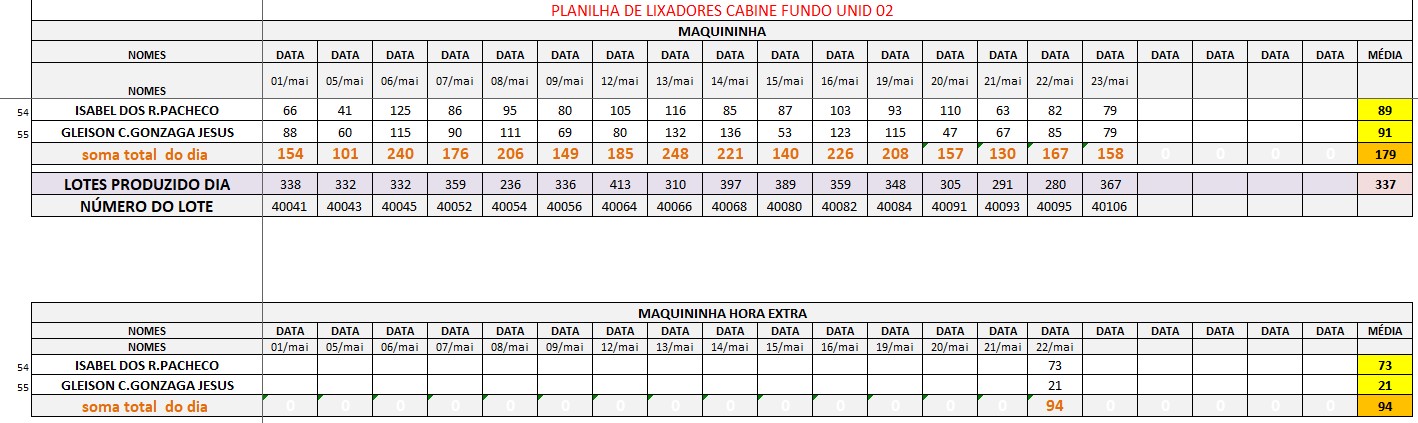 PLANILHA DE LIXADORES CABINE FUNDO UNID 02
MAQUININHA
NOMES DATA DATA DATA DATA DATA DATA DATA DATA DATA DATA DATA DATA DATA DATA DATA DATA DATA DATA DATA DATA MÉDIA
NOMES 01/mai 05/mai 06/mai 07/mai 08/mai 09/mai 12/mai 13/mai 14/mai 15/mai 16/mai 19/mai 20/mai 21/mai 22/mai 23/mai
54 ISABEL DOS R.PACHECO 66 41 125 86 95 80 105 116 85 87 103 93 110 63 82 79 89
55 GLEISON C.GONZAGA JESUS 88 60 115 90 111 69 80 132 136 53 123 115 47 67 85 79 91
soma total do dia 154 101 240 176 206 149 185 248 221 140 226 208 157 130 167 158 0 0 0 0 179
LOTES PRODUZIDO DIA 338 332 332 359 236 336 413 310 397 389 359 348 305 291 280 367 337
NÚMERO DO LOTE 40041 40043 40045 40052 40054 40056 40064 40066 40068 40080 40082 40084 40091 40093 40095 40106
MAQUININHA HORA EXTRA
NOMES DATA DATA DATA DATA DATA DATA DATA DATA DATA DATA DATA DATA DATA DATA DATA DATA DATA DATA DATA DATA MÉDIA
NOMES 01/mai 05/mai 06/mai 07/mai 08/mai 09/mai 12/mai 13/mai 14/mai 15/mai 16/mai 19/mai 20/mai 21/mai 22/mai
54 ISABEL DOS R.PACHECO 73 73
55 GLEISON C.GONZAGA JESUS 21 21
soma total do dia 0 0 0 0 0 0 0 0 0 0 0 0 0 0 94 0 0 0 0 0 94